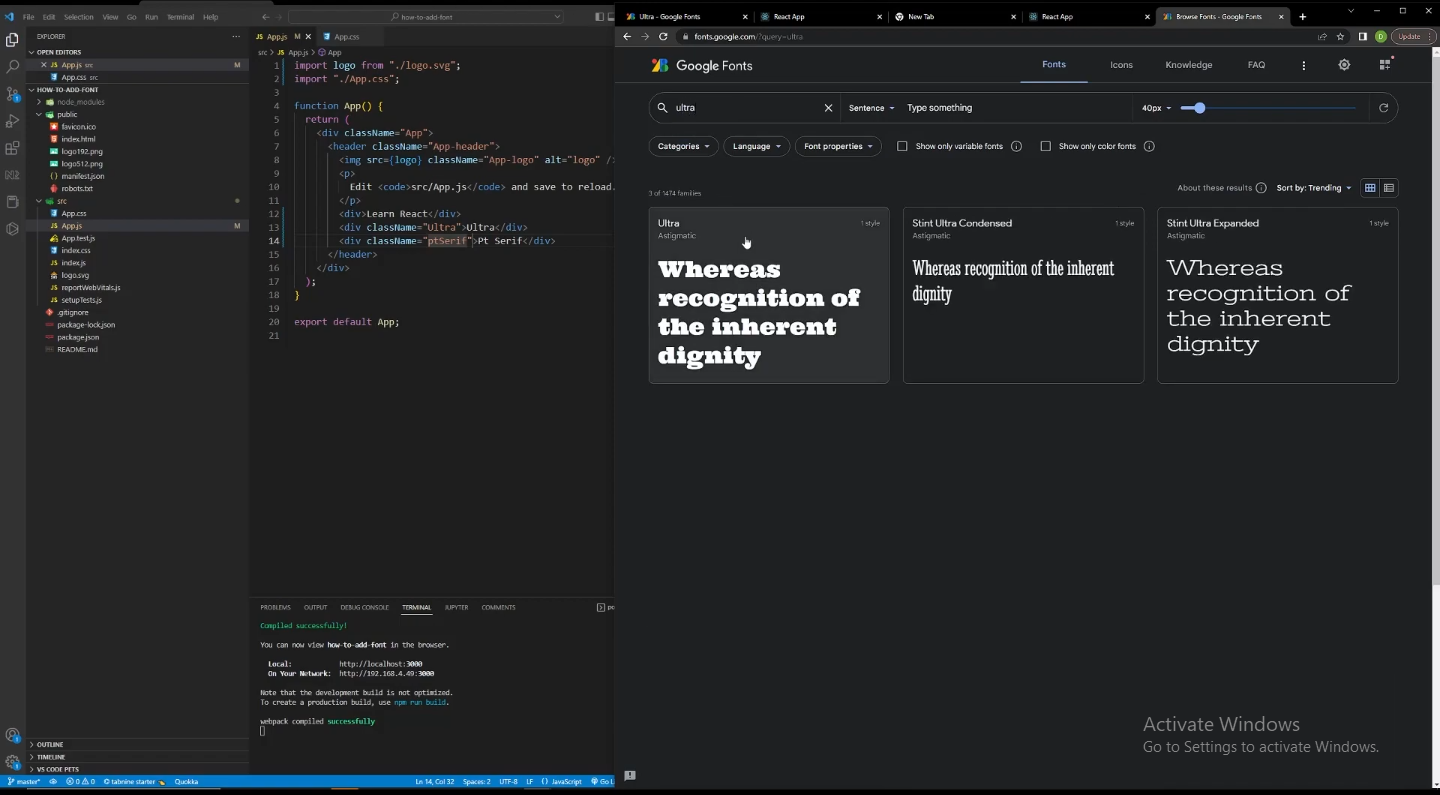 File Edit Selection View Go Run Terminal Help
how-to-add-font
EXPLORER
OPEN EDITORS
App.js src M
App.css src
HOW-TO-ADD-FONT
node_modules
public
favicon.ico
index.html
logo192.png
logo512.png
manifest.json
robots.txt
src
App.css
App.js M
App.test.js
index.css
index.js
logo.svg
reportWebVitals.js
setupTests.js
.gitignore
package-lock.json
package.json
README.md
OUTLINE
TIMELINE
VS CODE PETS
JS App.js M App.css
src > JS App.js > App
1 import logo from "./logo.svg";
2 import "./App.css";
3
4 function App() {
5 return (
6 <div className="App">
7 <header className="App-header">
8 <img src={logo} className="App-logo" alt="logo" /
9 <p>
10 Edit <code>src/App.js</code> and save to reload.
11 </p>
12 <div>Learn React</div>
13 <div className="Ultra">Ultra</div>
14 <div className="ptSerif">Pt Serif</div>
15 </header>
16 </div>
17 );
18 }
19
20 export default App;
21
PROBLEMS OUTPUT DEBUG CONSOLE TERMINAL JUPYTER COMMENTS
Compiled successfully!
You can now view how-to-add-font in the browser.
Local: http://localhost:3000
On Your Network: http://192.168.4.49:3000
Note that the development build is not optimized.
To create a production build, use npm run build.
webpack compiled successfully
master* 0 0 tabnine starter Quokka Ln 14, Col 32 Spaces: 2 UTF-8 LF {} JavaScript Go L
Ultra - Google Fonts React App New Tab React App Browse Fonts - Google Fonts
fonts.google.com/?query=ultra D Update
Google Fonts Fonts Icons Knowledge FAQ
ultra Sentence Type something 40px
Categories Language Font properties Show only variable fonts Show only color fonts
3 of 1474 families About these results Sort by: Trending
Ultra 1 style
Astigmatic
Whereas
recognition of
the inherent
dignity
Stint Ultra Condensed 1 style
Astigmatic
Whereas recognition of the inherent
dignity
Stint Ultra Expanded 1 style
Astigmatic
Whereas
recognition of
the inherent
dignity
Activate Windows
Go to Settings to activate Windows.